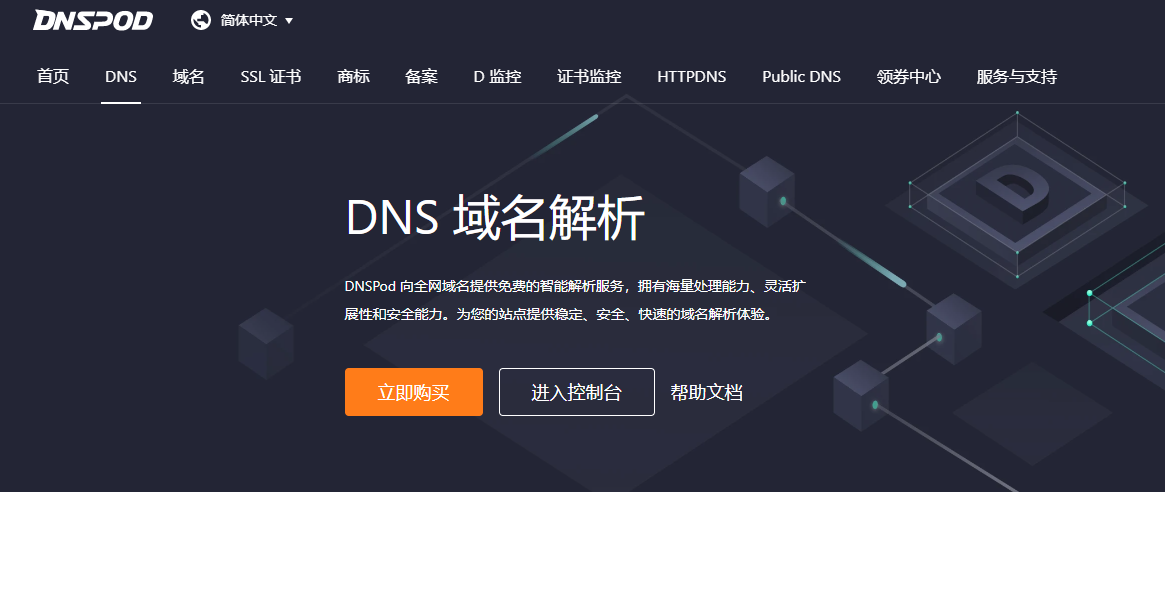 DNSPOD 简体中文
首页 DNS 域名 SSL 证书 商标 备案 D 监控 证书监控 HTTPDNS Public DNS 领券中心 服务与支持
DNS 域名解析
DNSPod 向全网域名提供免费的智能解析服务，拥有海量处理能力、灵活扩
展性和安全能力。为您的站点提供稳定、安全、快速的域名解析体验。
立即购买 进入控制台 帮助文档
D